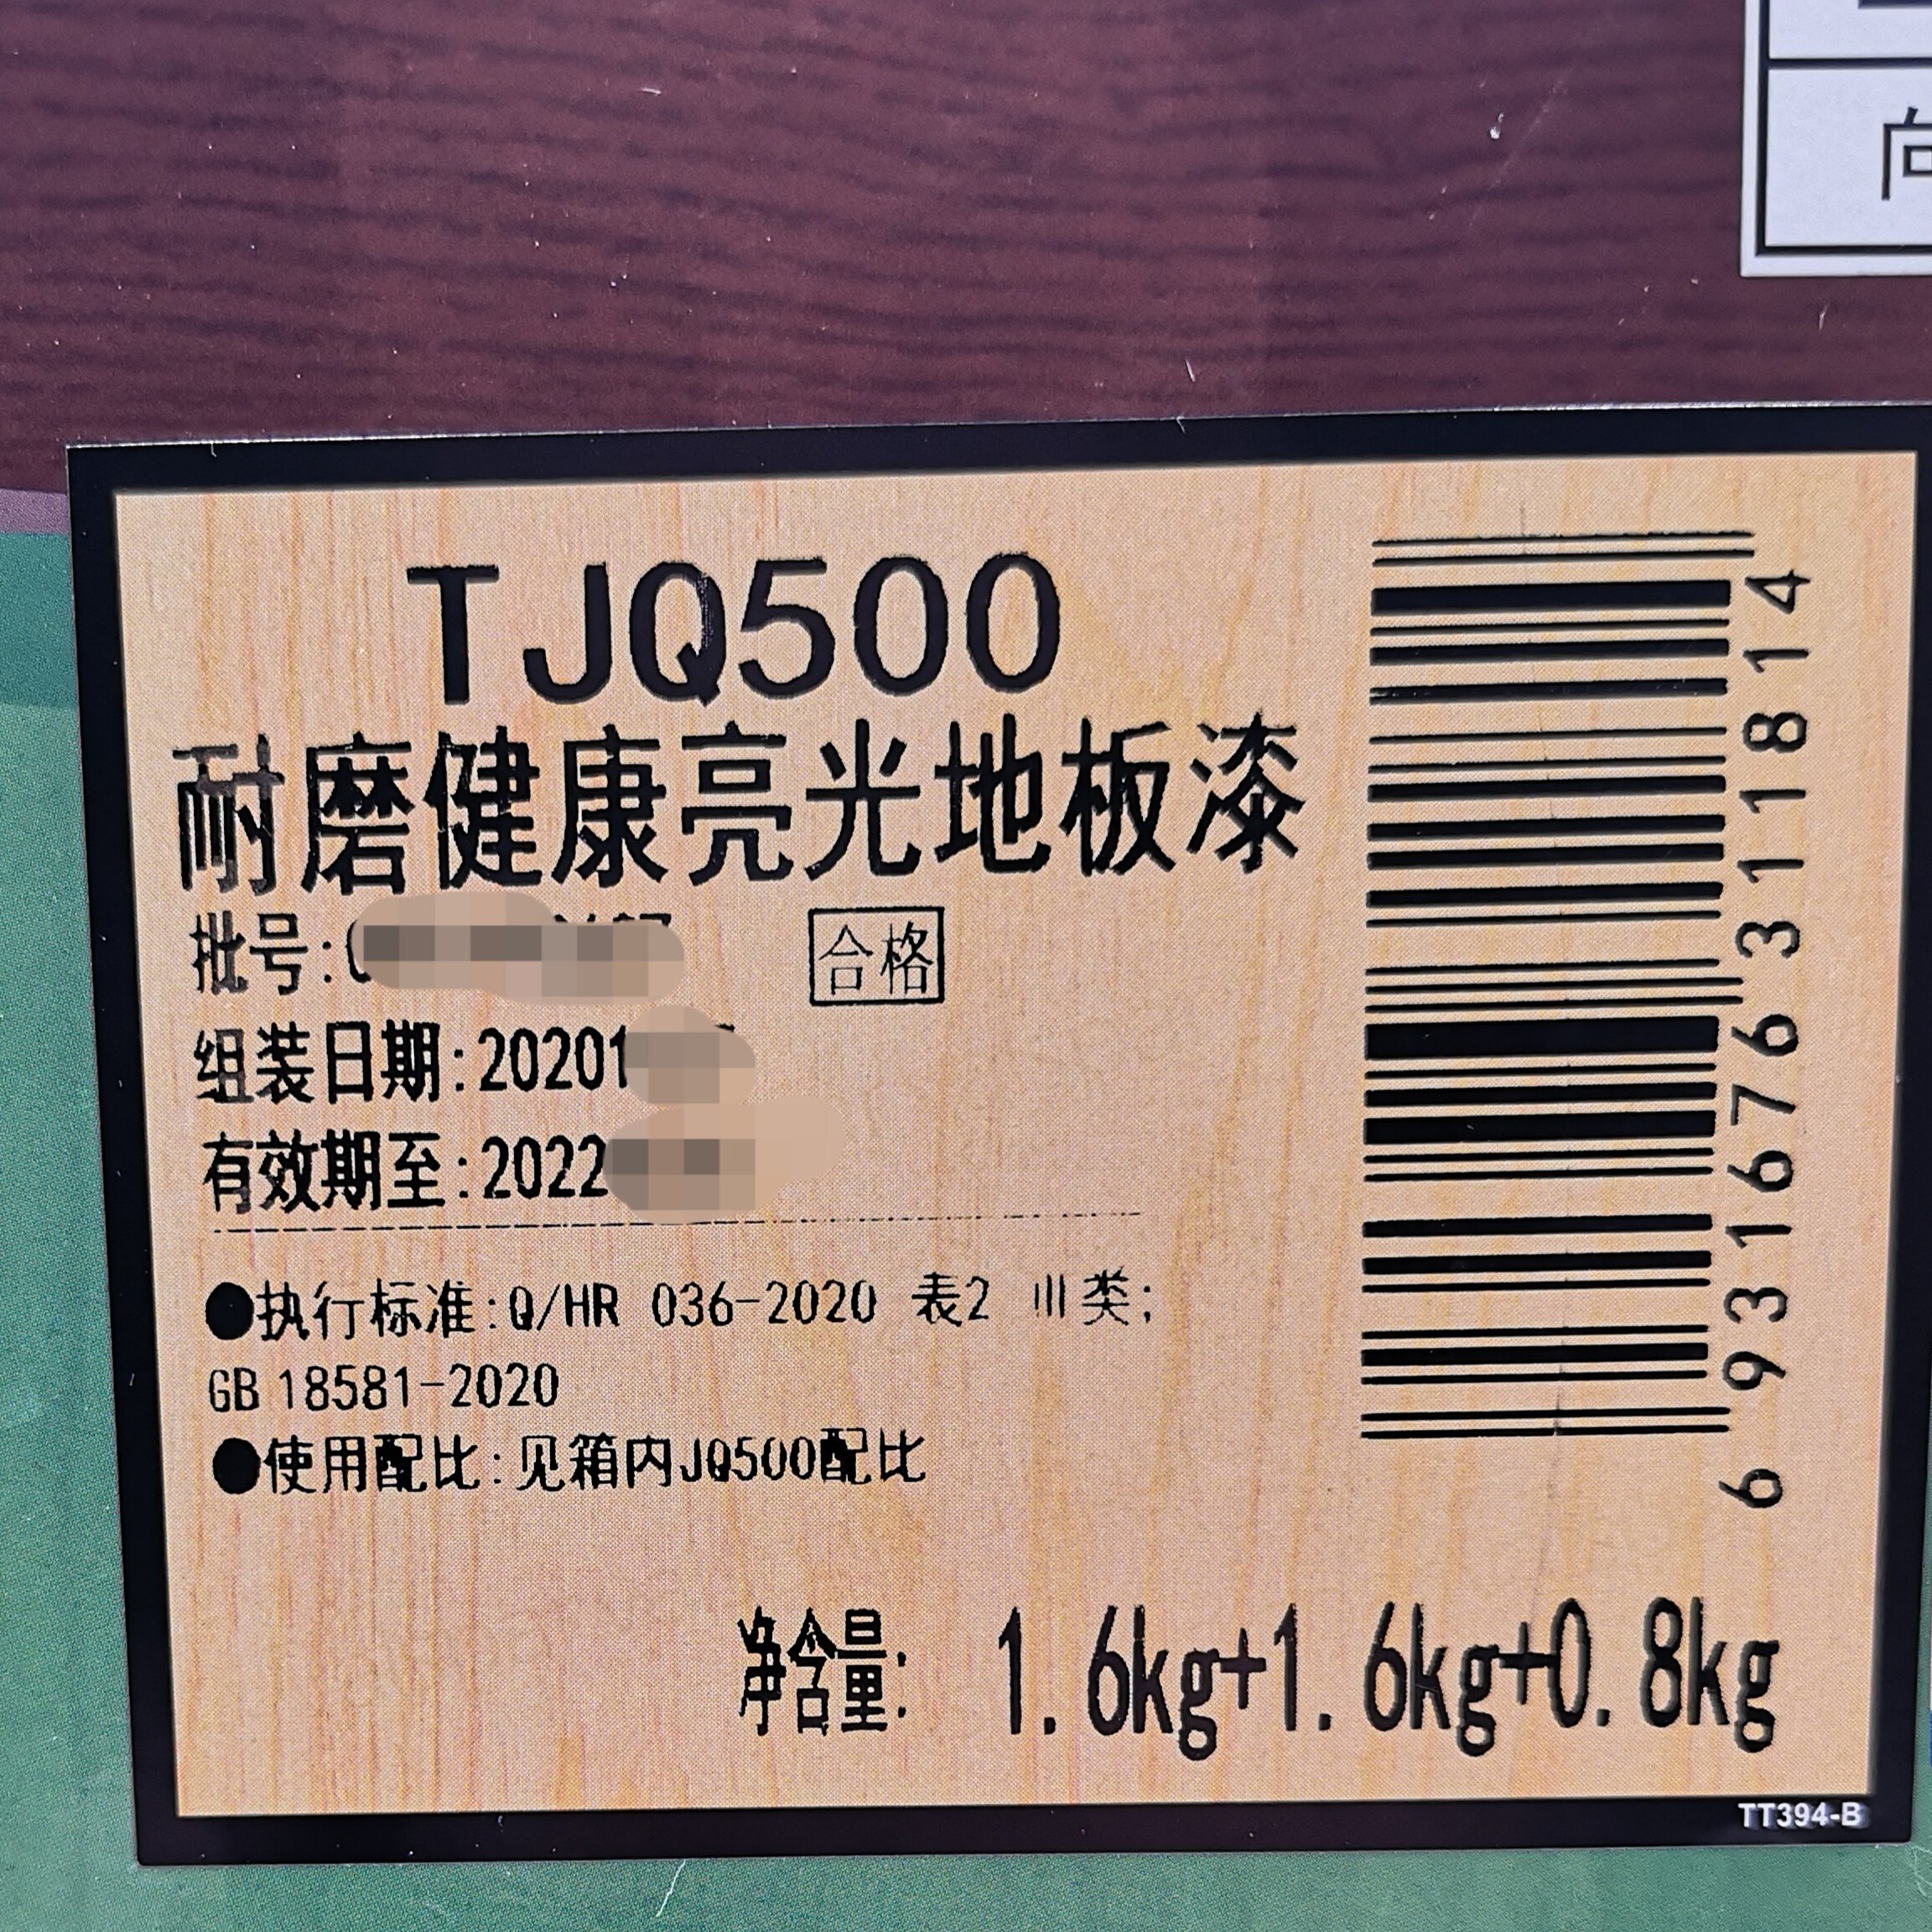 向
TJQ500
耐磨健康亮光地板漆
批号:
合格
组装日期:20201
有效期至:2022
●执行标准:Q/HR 036-2020 表2 III类;
GB 18581-2020
●使用配比:见箱内JQ500配比
净含量: 1.6kg+1.6kg+0.8kg
6931676311814
TT394-B